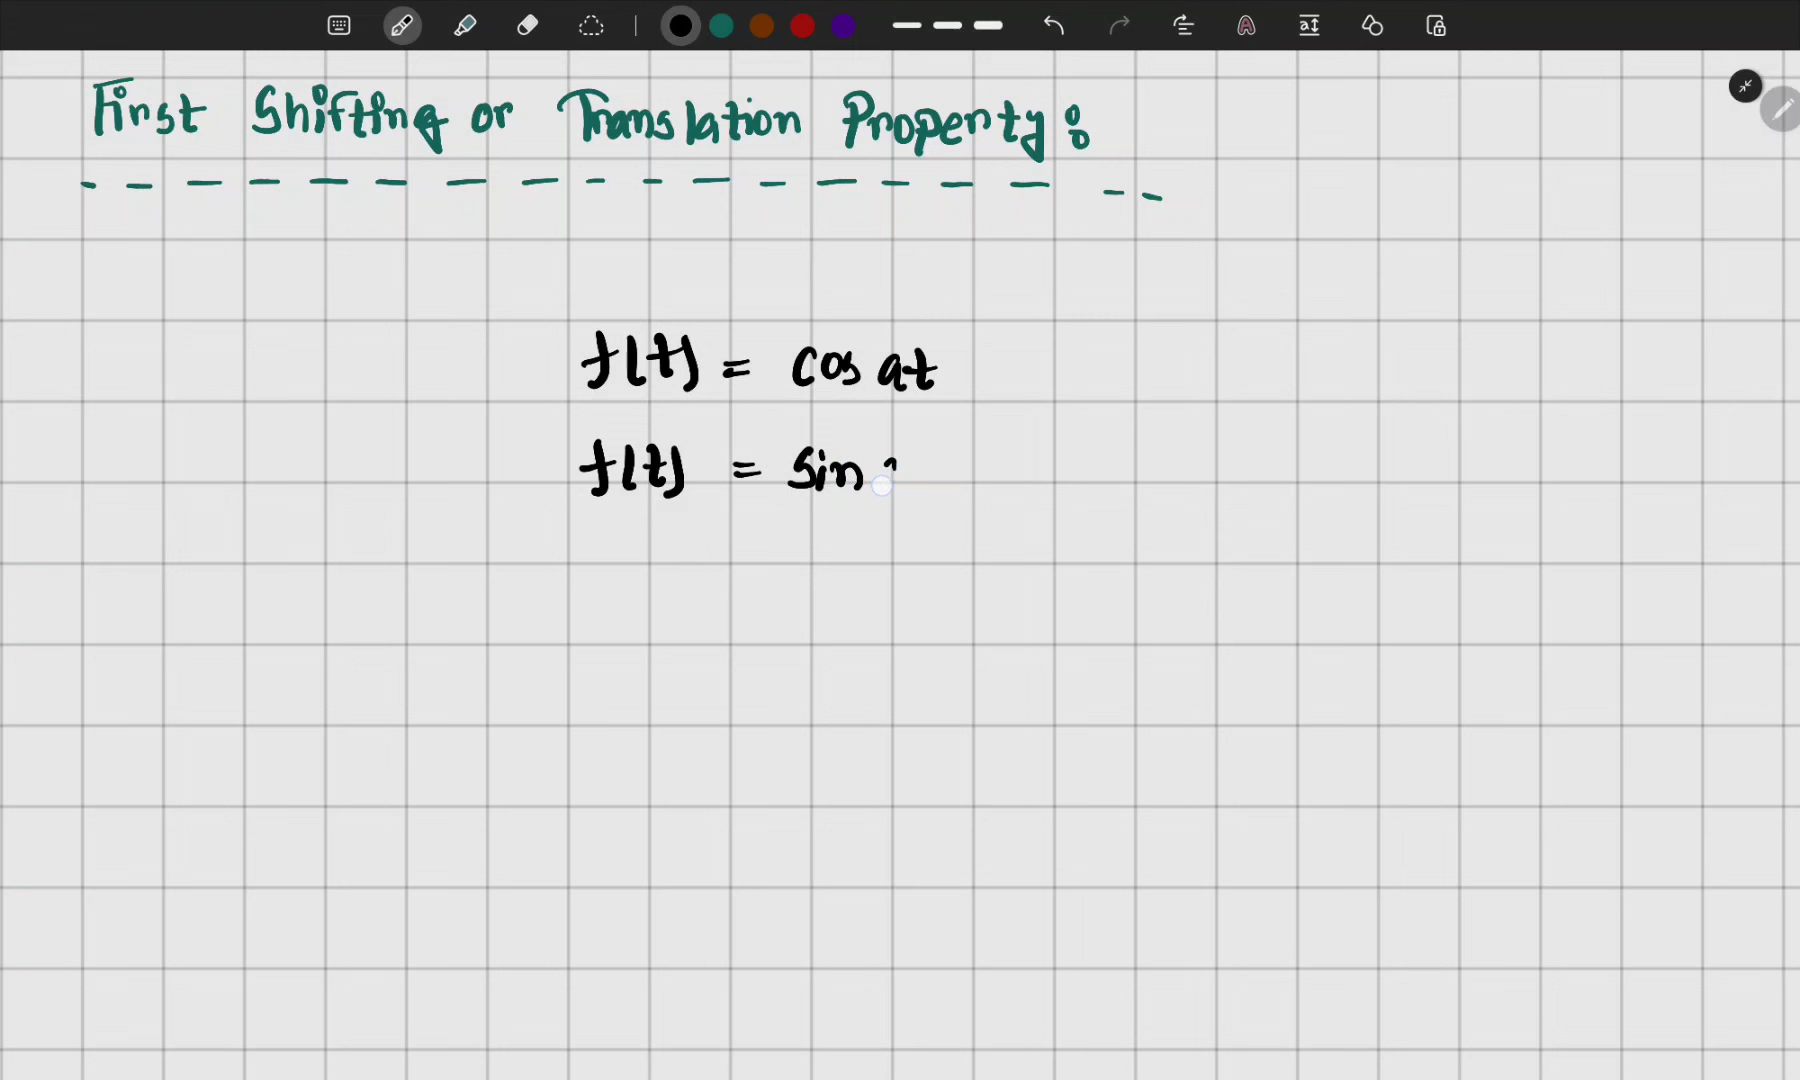 First Shifting or Translation Property:
f(t) = cos at
f(t) = sin